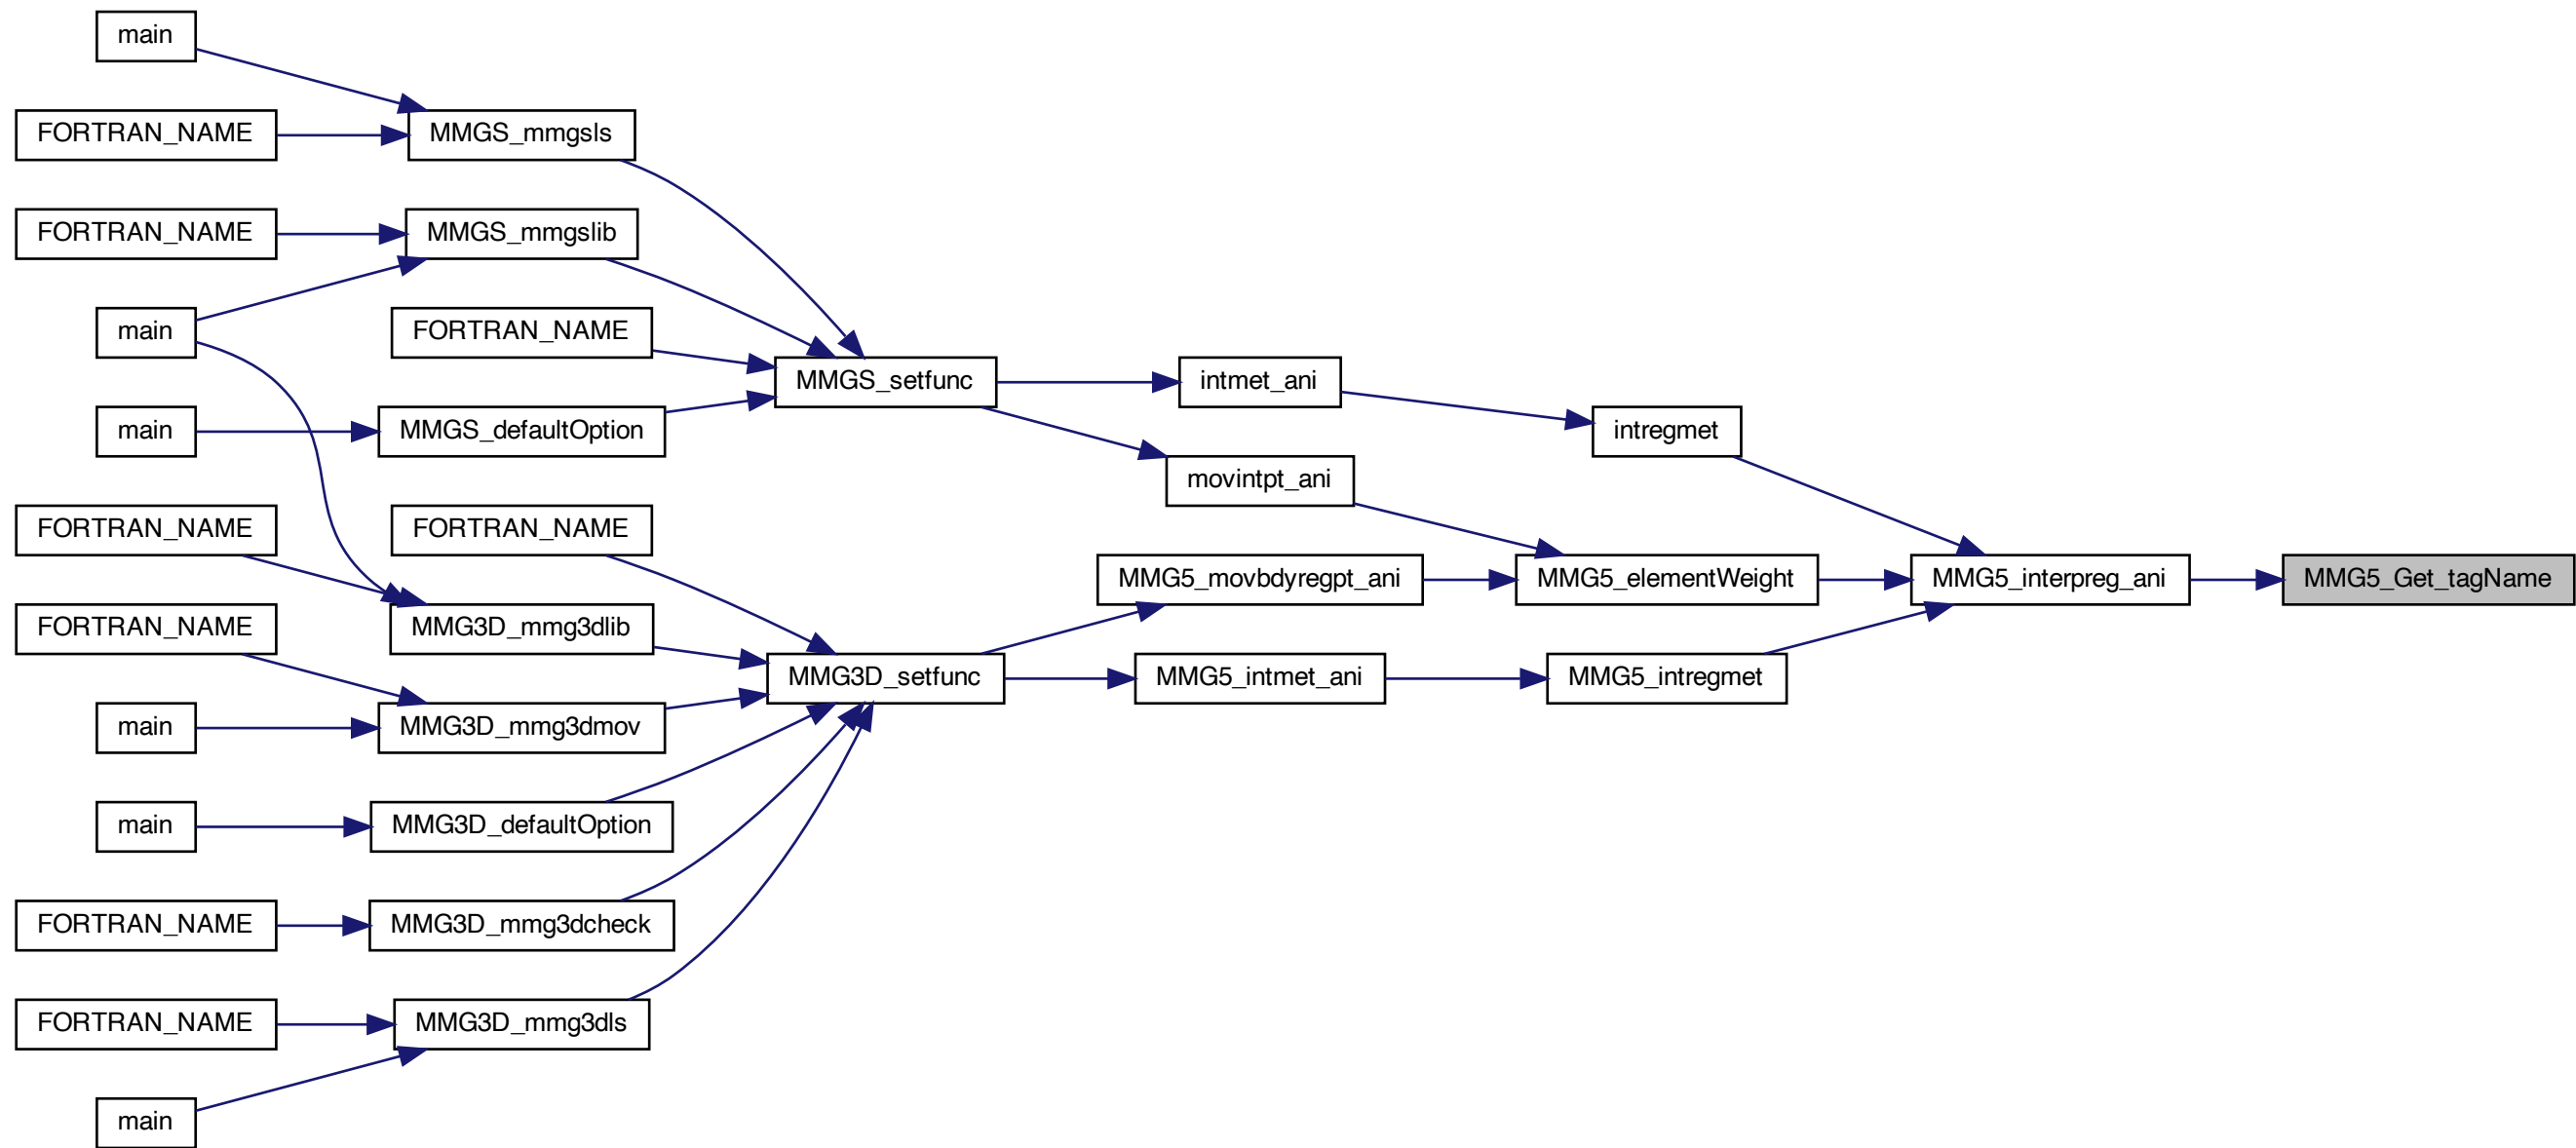 main
FORTRAN_NAME
MMGS_mmgsls
FORTRAN_NAME
MMGS_mmgslib
main
FORTRAN_NAME
MMGS_setfunc
intmet_ani
main
MMGS_defaultOption
intregmet
movintpt_ani
FORTRAN_NAME
FORTRAN_NAME
MMG5_movbdyregpt_ani
MMG5_elementWeight
MMG5_interpreg_ani
MMG5_Get_tagName
FORTRAN_NAME
MMG3D_mmg3dlib
MMG3D_setfunc
MMG5_intmet_ani
MMG5_intregmet
main
MMG3D_mmg3dmov
main
MMG3D_defaultOption
FORTRAN_NAME
MMG3D_mmg3dcheck
FORTRAN_NAME
MMG3D_mmg3dls
main